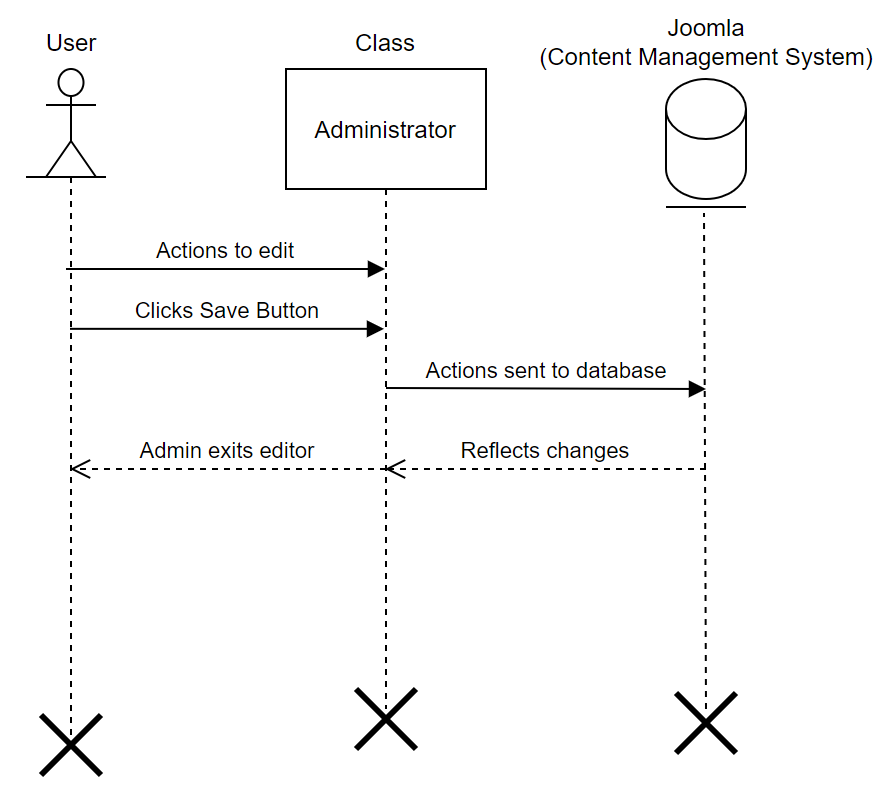 User
Class
Joomla
(Content Management System)
Administrator
Actions to edit
Clicks Save Button
Actions sent to database
Admin exits editor
Reflects changes